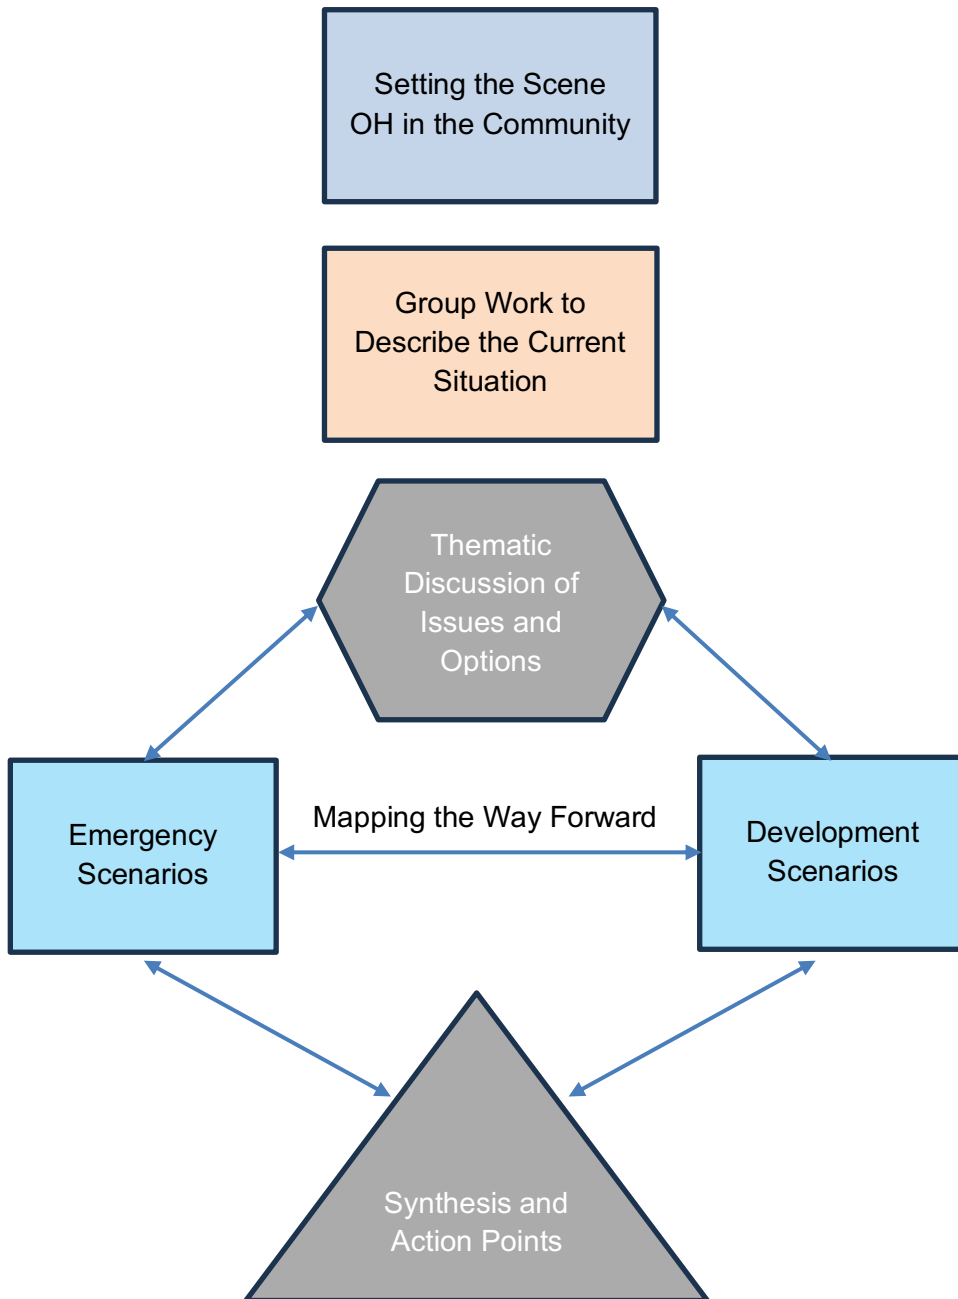 Setting the Scene
OH in the Community
Group Work to
Describe the Current
Situation
Thematic
Discussion of
Issues and
Options
Mapping the Way Forward
Emergency
Scenarios
Development
Scenarios
Synthesis and
Action Points